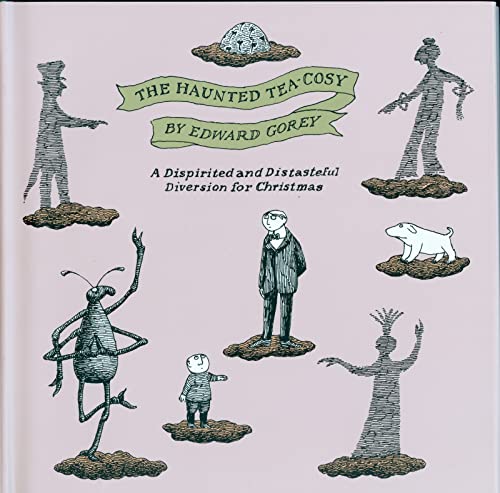 THE HAUNTED TEA-COSY
BY EDWARD GOREY
A Dispirited and Distasteful
Diversion for Christmas